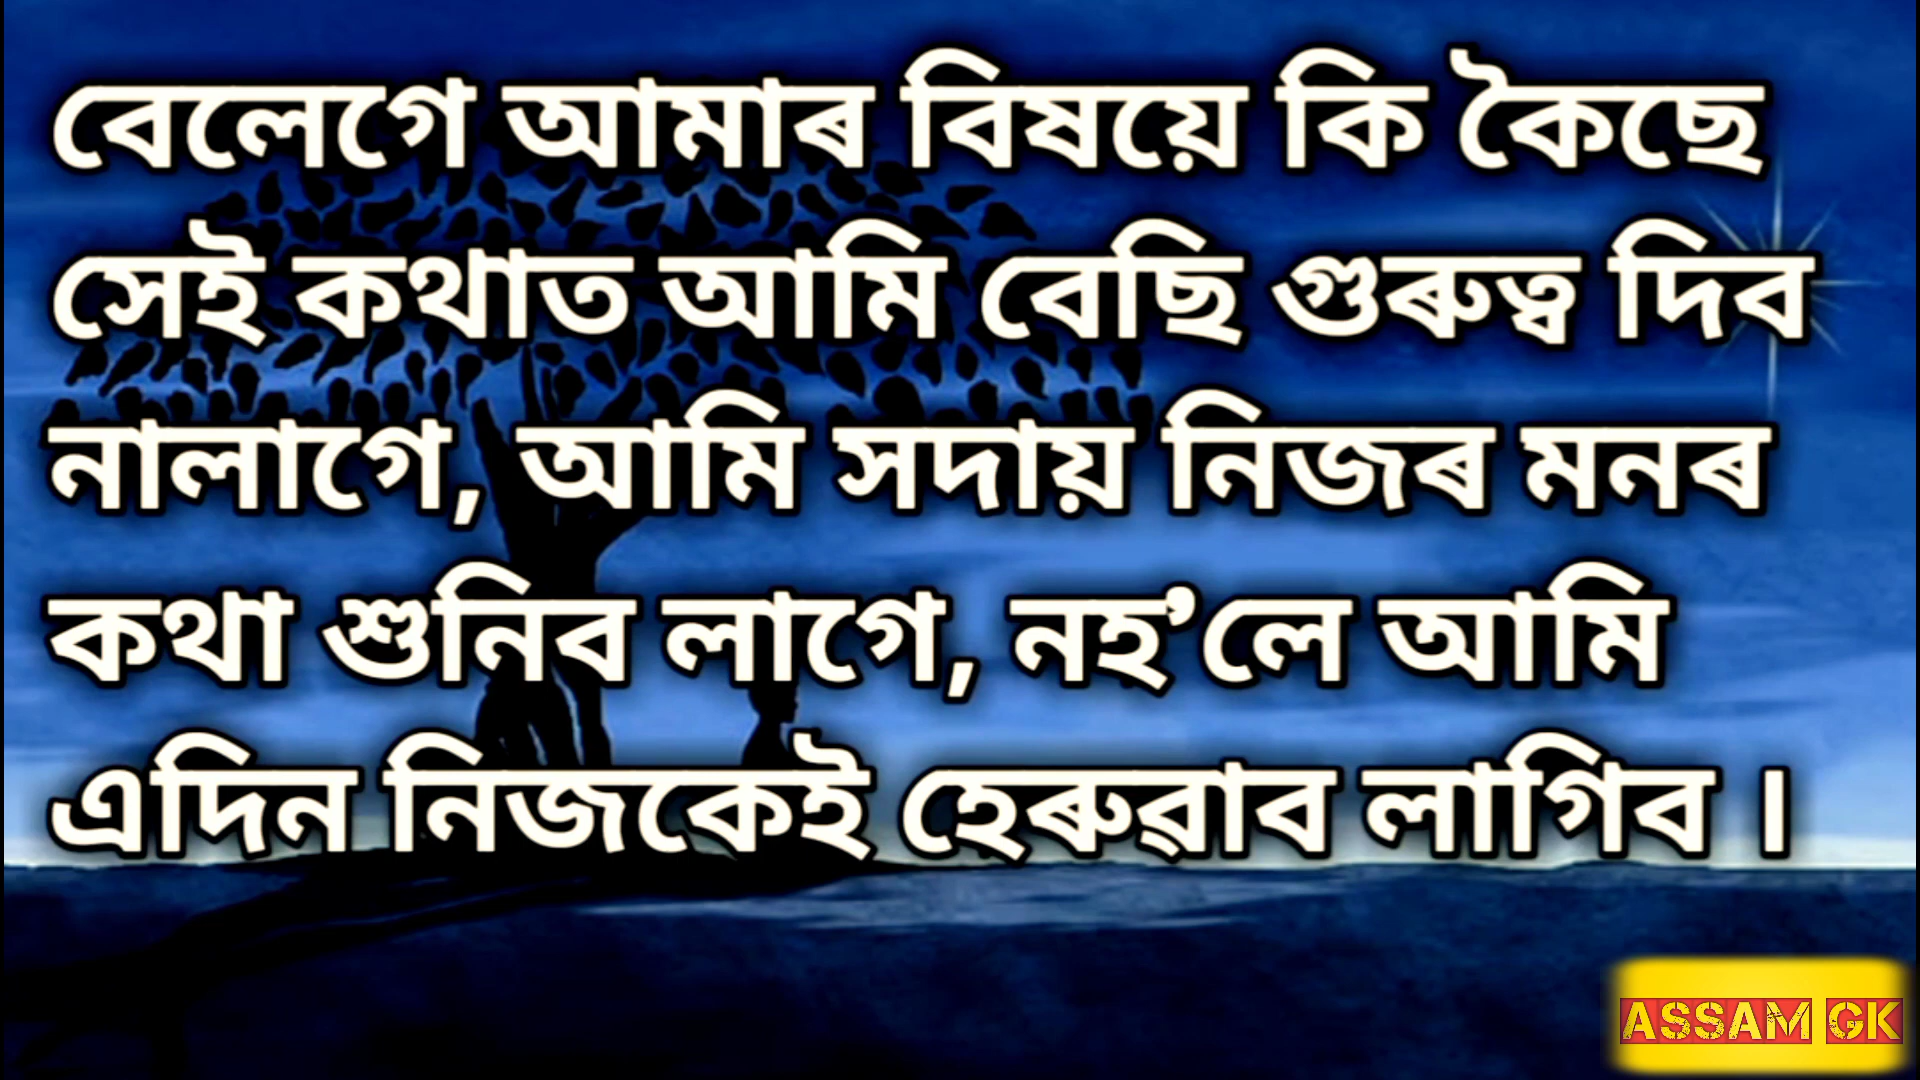 বেলেগে আমাৰ বিষয়ে কি কৈছে
সেই কথাত আমি বেছি গুৰুত্ব দিব
নালাগে, আমি সদায় নিজৰ মনৰ
কথা শুনিব লাগে, নহ’লে আমি
এদিন নিজকেই হেৰুৱাব লাগিব ।
ASSAM GK